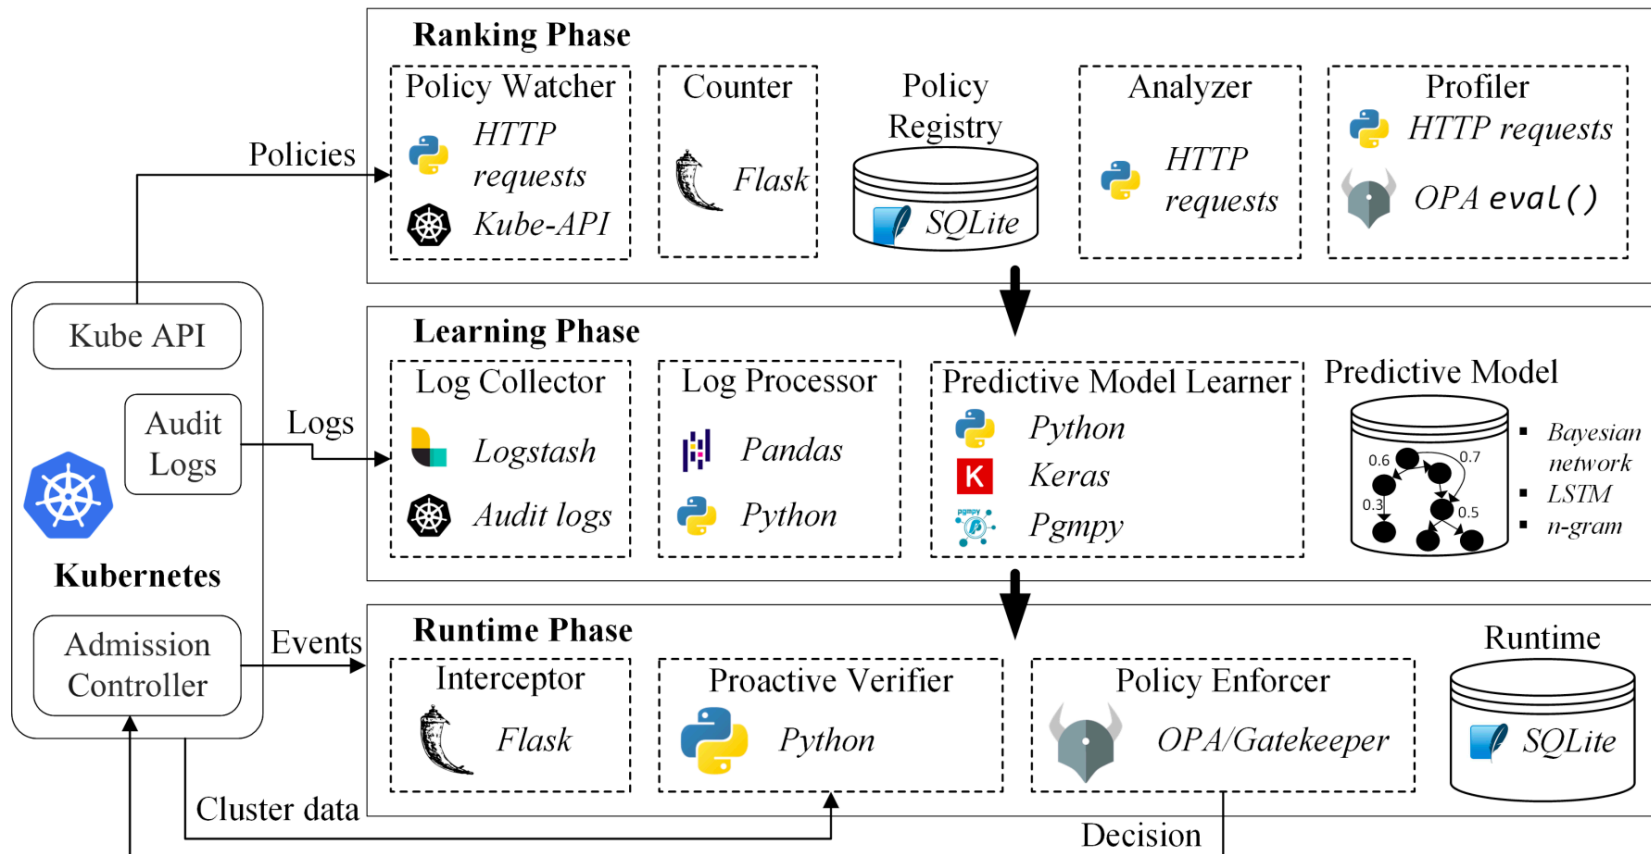 Ranking Phase
Policy Watcher
HTTP
requests
Kube-API
Counter
Flask
Policy
Registry
SQLite
Analyzer
HTTP
requests
Profiler
HTTP requests
OPA eval()
Policies
Kube API
Audit
Logs
Logs
Kubernetes
Admission
Controller
Events
Learning Phase
Log Collector
Logstash
Audit logs
Log Processor
Pandas
Python
Predictive Model Learner
Python
K
Keras
pgmpy
Pgmpy
Predictive Model
0.6
0.7
0.3
0.5
▪ Bayesian
network
▪ LSTM
▪ n-gram
Runtime Phase
Interceptor
Flask
Proactive Verifier
Python
Policy Enforcer
OPA/Gatekeeper
Runtime
SQLite
Cluster data
Decision